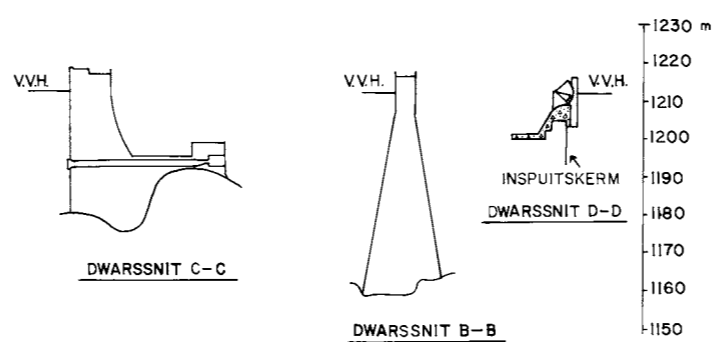 V.V.H.
DWARSSNIT C-C
V.V.H.
DWARSSNIT B-B
V.V.H.
INSPUITSKERM
DWARSSNIT D-D
1230 m
1220
1210
1200
1190
1180
1170
1160
1150